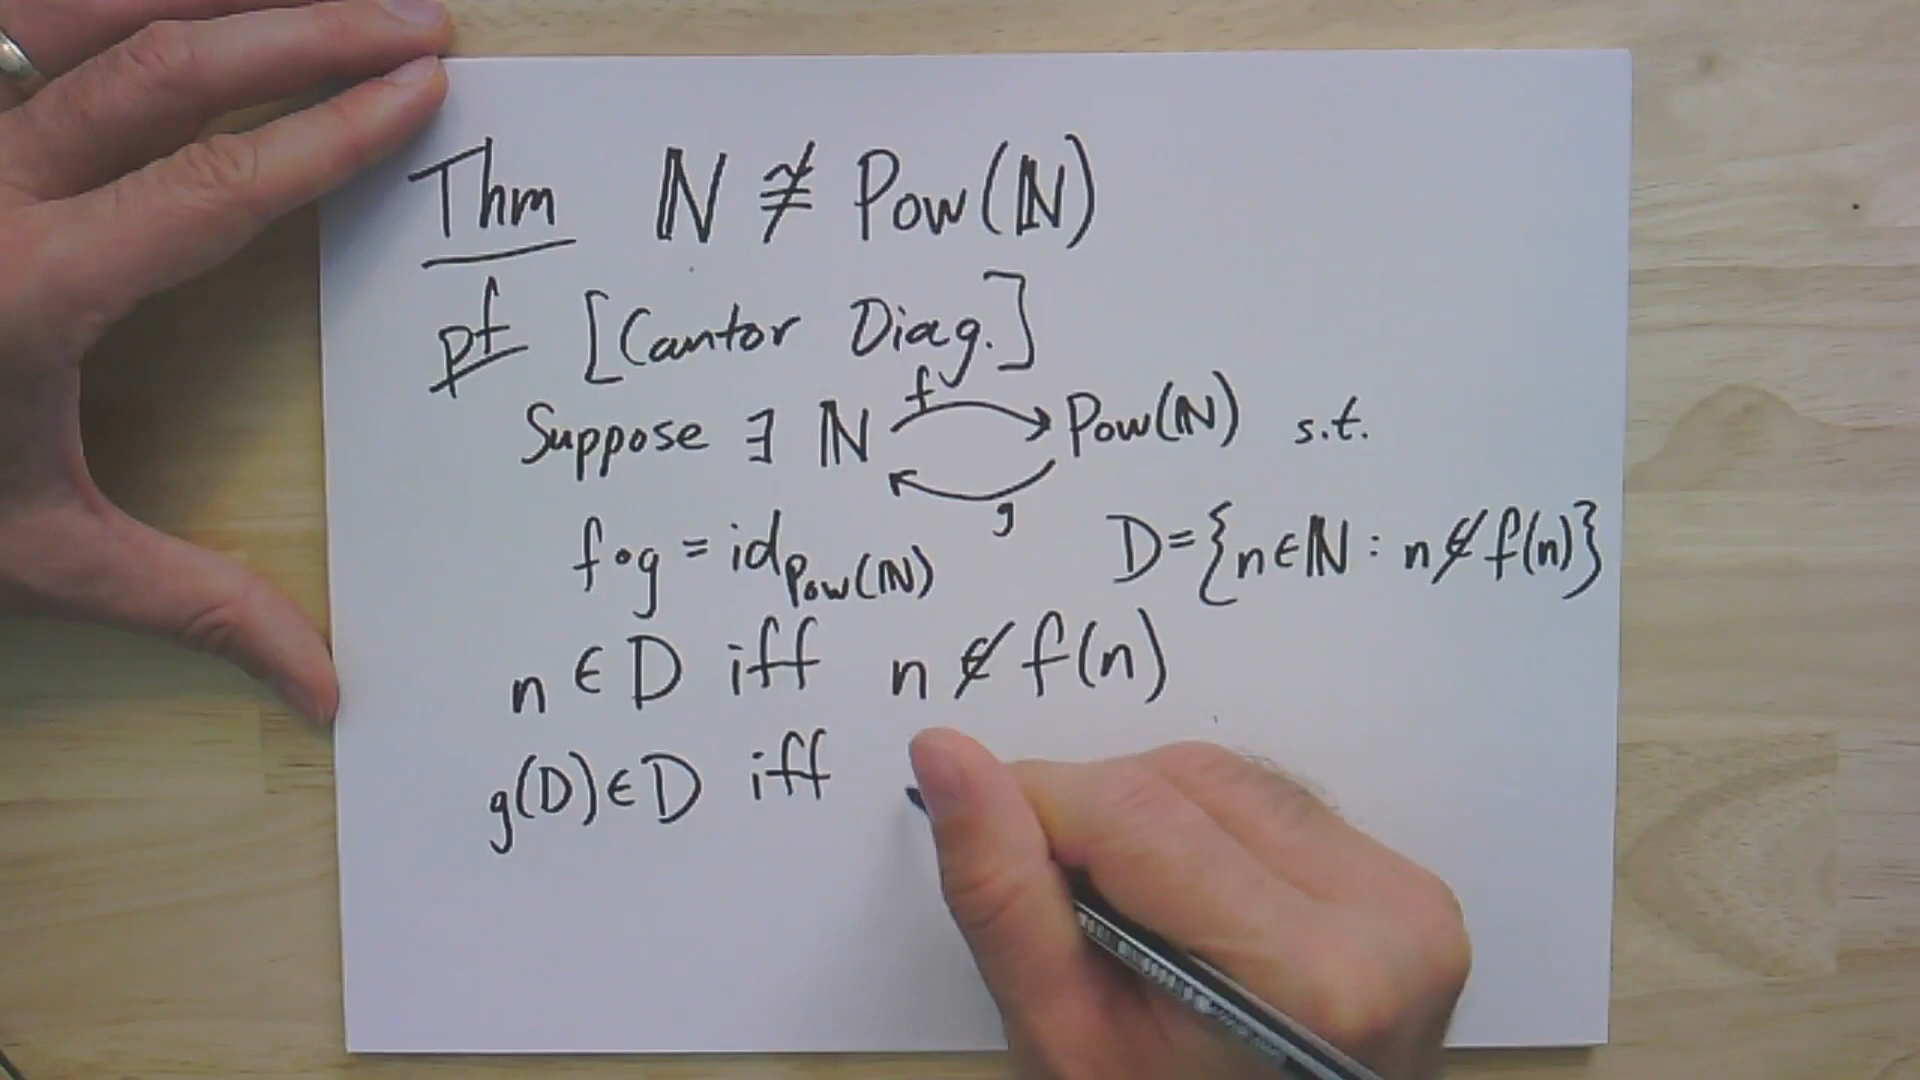 Thm ℕ ≇ Pow(ℕ)
pf [Cantor Diag.]
Suppose ∃ ℕ f g Pow(ℕ) s.t.
f∘g = id_Pow(ℕ) D={n∈ℕ : n∉f(n)}
n ∈ D iff n ∉ f(n)
g(D)∈D iff